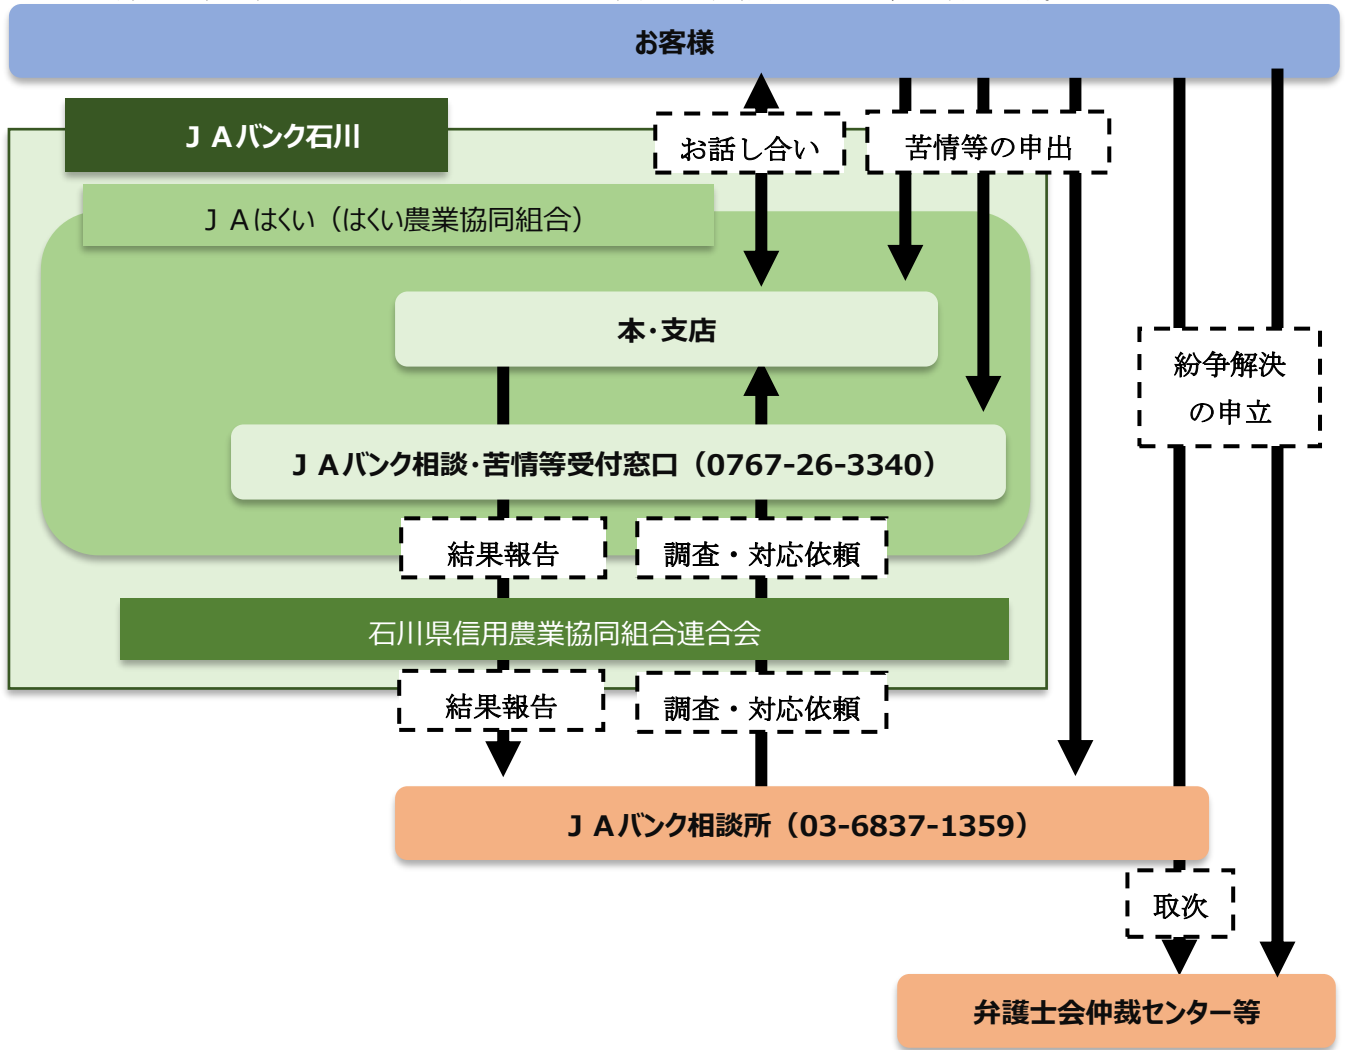 お客様
ＪＡバンク石川
お話し合い
苦情等の申出
ＪＡはくい（はくい農業協同組合）
本・支店
紛争解決
の申立
ＪＡバンク相談・苦情等受付窓口（0767-26-3340）
結果報告
調査・対応依頼
石川県信用農業協同組合連合会
結果報告
調査・対応依頼
ＪＡバンク相談所（03-6837-1359）
取次
弁護士会仲裁センター等